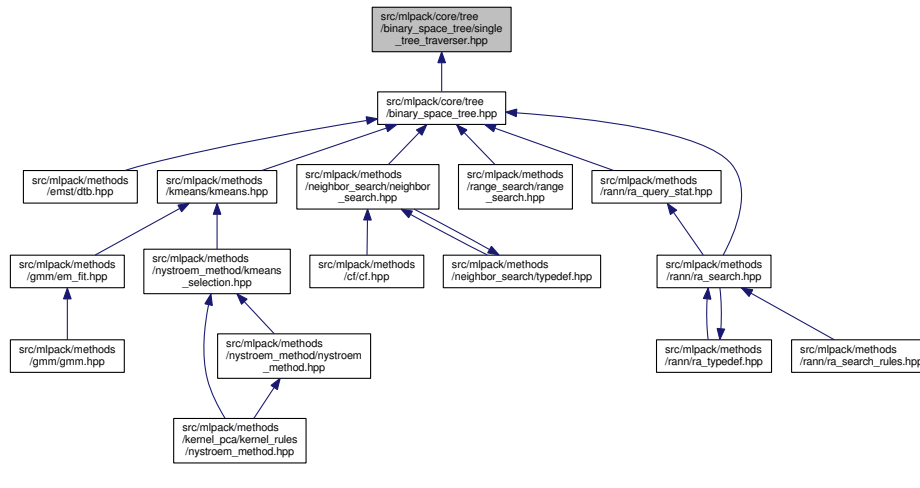 src/mlpack/core/tree
/binary_space_tree/single
_tree_traverser.hpp
src/mlpack/core/tree
/binary_space_tree.hpp
src/mlpack/methods
/emst/dtb.hpp
src/mlpack/methods
/kmeans/kmeans.hpp
src/mlpack/methods
/neighbor_search/neighbor
_search.hpp
src/mlpack/methods
/range_search/range
_search.hpp
src/mlpack/methods
/rann/ra_query_stat.hpp
src/mlpack/methods
/gmm/em_fit.hpp
src/mlpack/methods
/nystroem_method/kmeans
_selection.hpp
src/mlpack/methods
/cf/cf.hpp
src/mlpack/methods
/neighbor_search/typedef.hpp
src/mlpack/methods
/rann/ra_search.hpp
src/mlpack/methods
/gmm/gmm.hpp
src/mlpack/methods
/nystroem_method/nystroem
_method.hpp
src/mlpack/methods
/rann/ra_typedef.hpp
src/mlpack/methods
/rann/ra_search_rules.hpp
src/mlpack/methods
/kernel_pca/kernel_rules
/nystroem_method.hpp